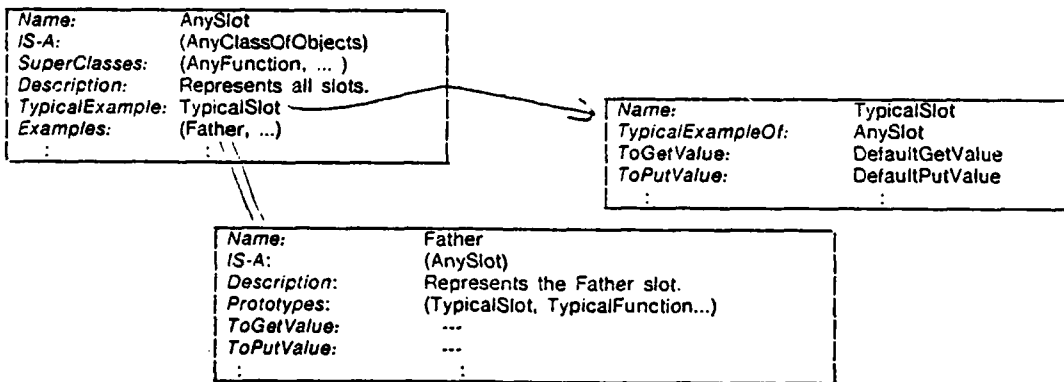 Name: AnySlot
IS-A: (AnyClassOfObjects)
SuperClasses: (AnyFunction, ... )
Description: Represents all slots.
TypicalExample: TypicalSlot
Examples: (Father, ...)
: :
Name: TypicalSlot
TypicalExampleOf: AnySlot
ToGetValue: DefaultGetValue
ToPutValue: DefaultPutValue
: :
Name: Father
IS-A: (AnySlot)
Description: Represents the Father slot.
Prototypes: (TypicalSlot, TypicalFunction...)
ToGetValue: ---
ToPutValue: ---
: :